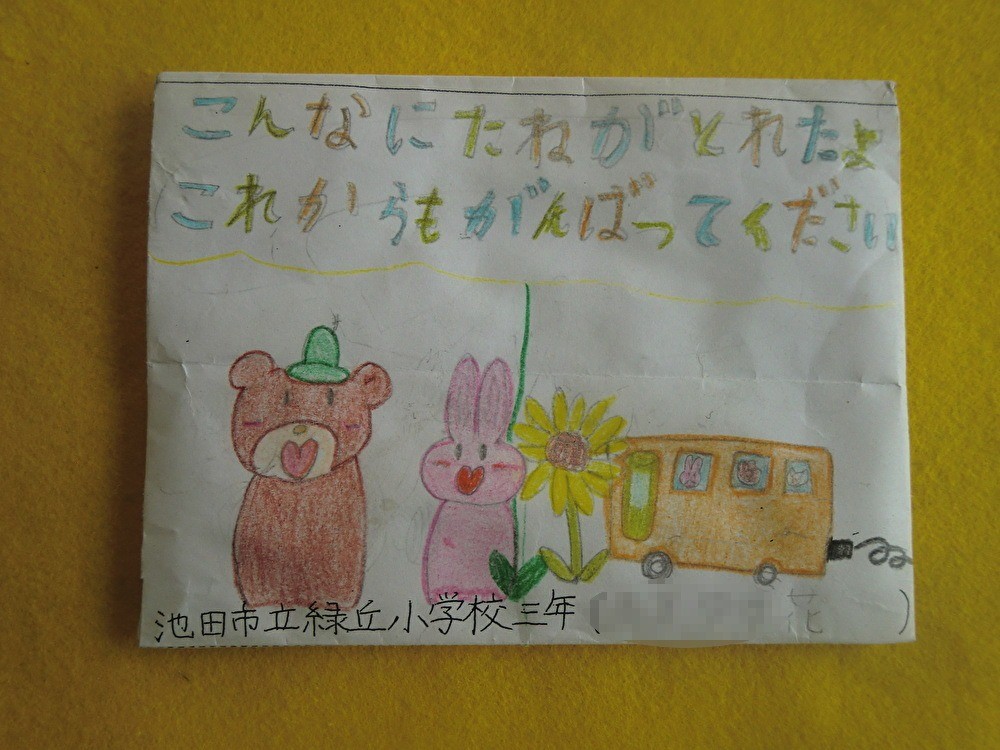 こんなにたねがとれたよ
これからもがんばってください
池田市立緑丘小学校三年(花)